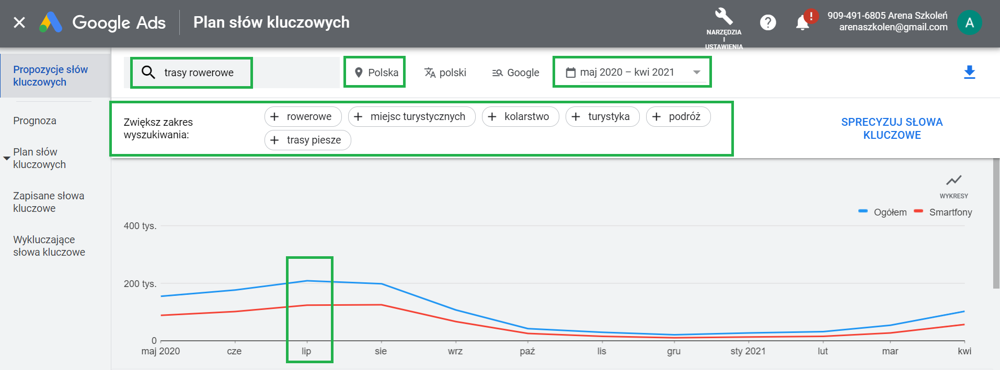 Google Ads
Plan słów kluczowych
NARZĘDZIA
I
USTAWIENIA
?
!
909-491-6805 Arena Szkoleń
arenaszkolen@gmail.com
A
Propozycje słów
kluczowych
Prognoza
Plan słów
kluczowych
Zapisane słowa
kluczowe
Wykluczające
słowa kluczowe
trasy rowerowe
Polska
polski
Google
maj 2020 – kwi 2021
Zwiększ zakres
wyszukiwania:
+ rowerowe
+ miejsc turystycznych
+ kolarstwo
+ turystyka
+ podróż
+ trasy piesze
SPRECYZUJ SŁOWA
KLUCZOWE
WYKRESY
Ogółem
Smartfony
400 tys.
200 tys.
0
maj 2020 cze lip sie wrz paź lis gru sty 2021 lut mar kwi